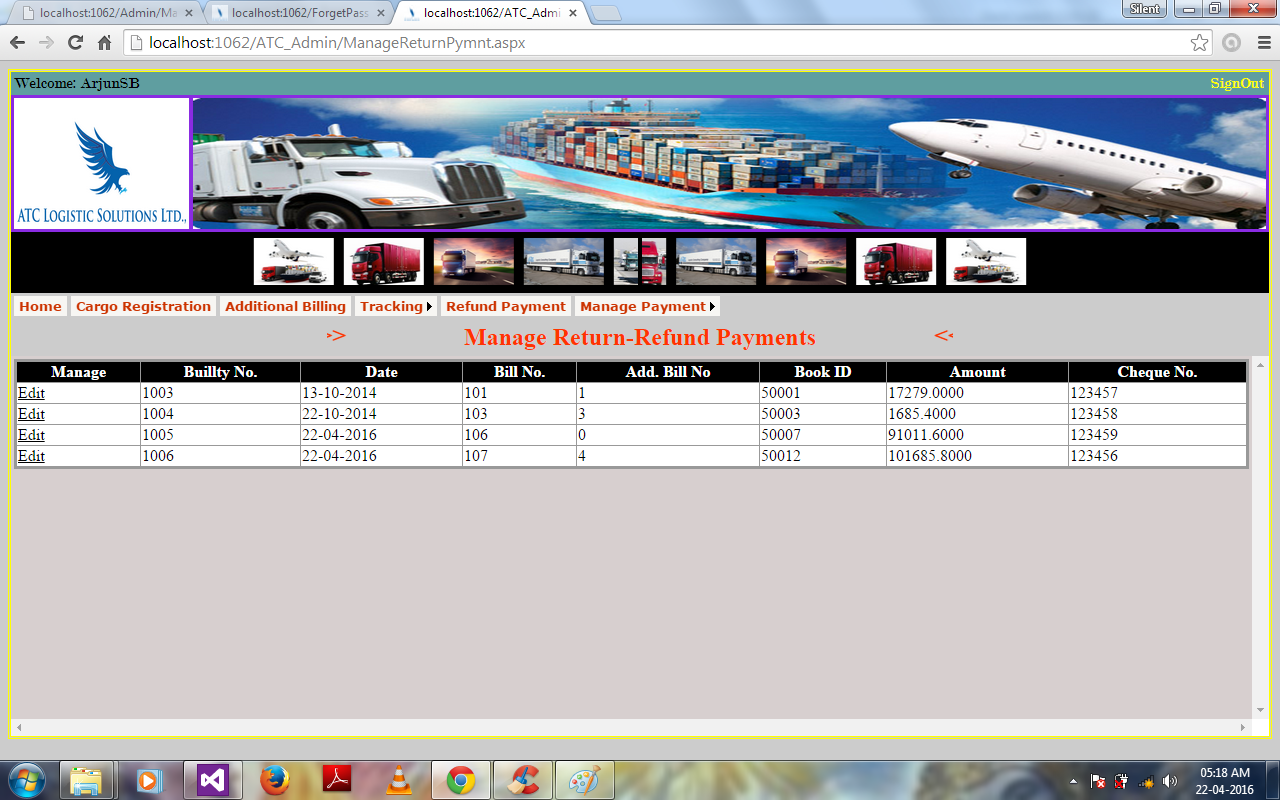 localhost:1062/Admin/Ma
localhost:1062/ForgetPass
localhost:1062/ATC_Admi
Silent
localhost:1062/ATC_Admin/ManageReturnPymnt.aspx
Welcome: ArjunSB
SignOut
ATC LOGISTIC SOLUTIONS LTD.,
Home Cargo Registration Additional Billing Tracking Refund Payment Manage Payment
-> Manage Return-Refund Payments <-
Manage Builty No. Date Bill No. Add. Bill No Book ID Amount Cheque No.
Edit 1003 13-10-2014 101 1 50001 17279.0000 123457
Edit 1004 22-10-2014 103 3 50003 1685.4000 123458
Edit 1005 22-04-2016 106 0 50007 91011.6000 123459
Edit 1006 22-04-2016 107 4 50012 101685.8000 123456
05:18 AM
22-04-2016